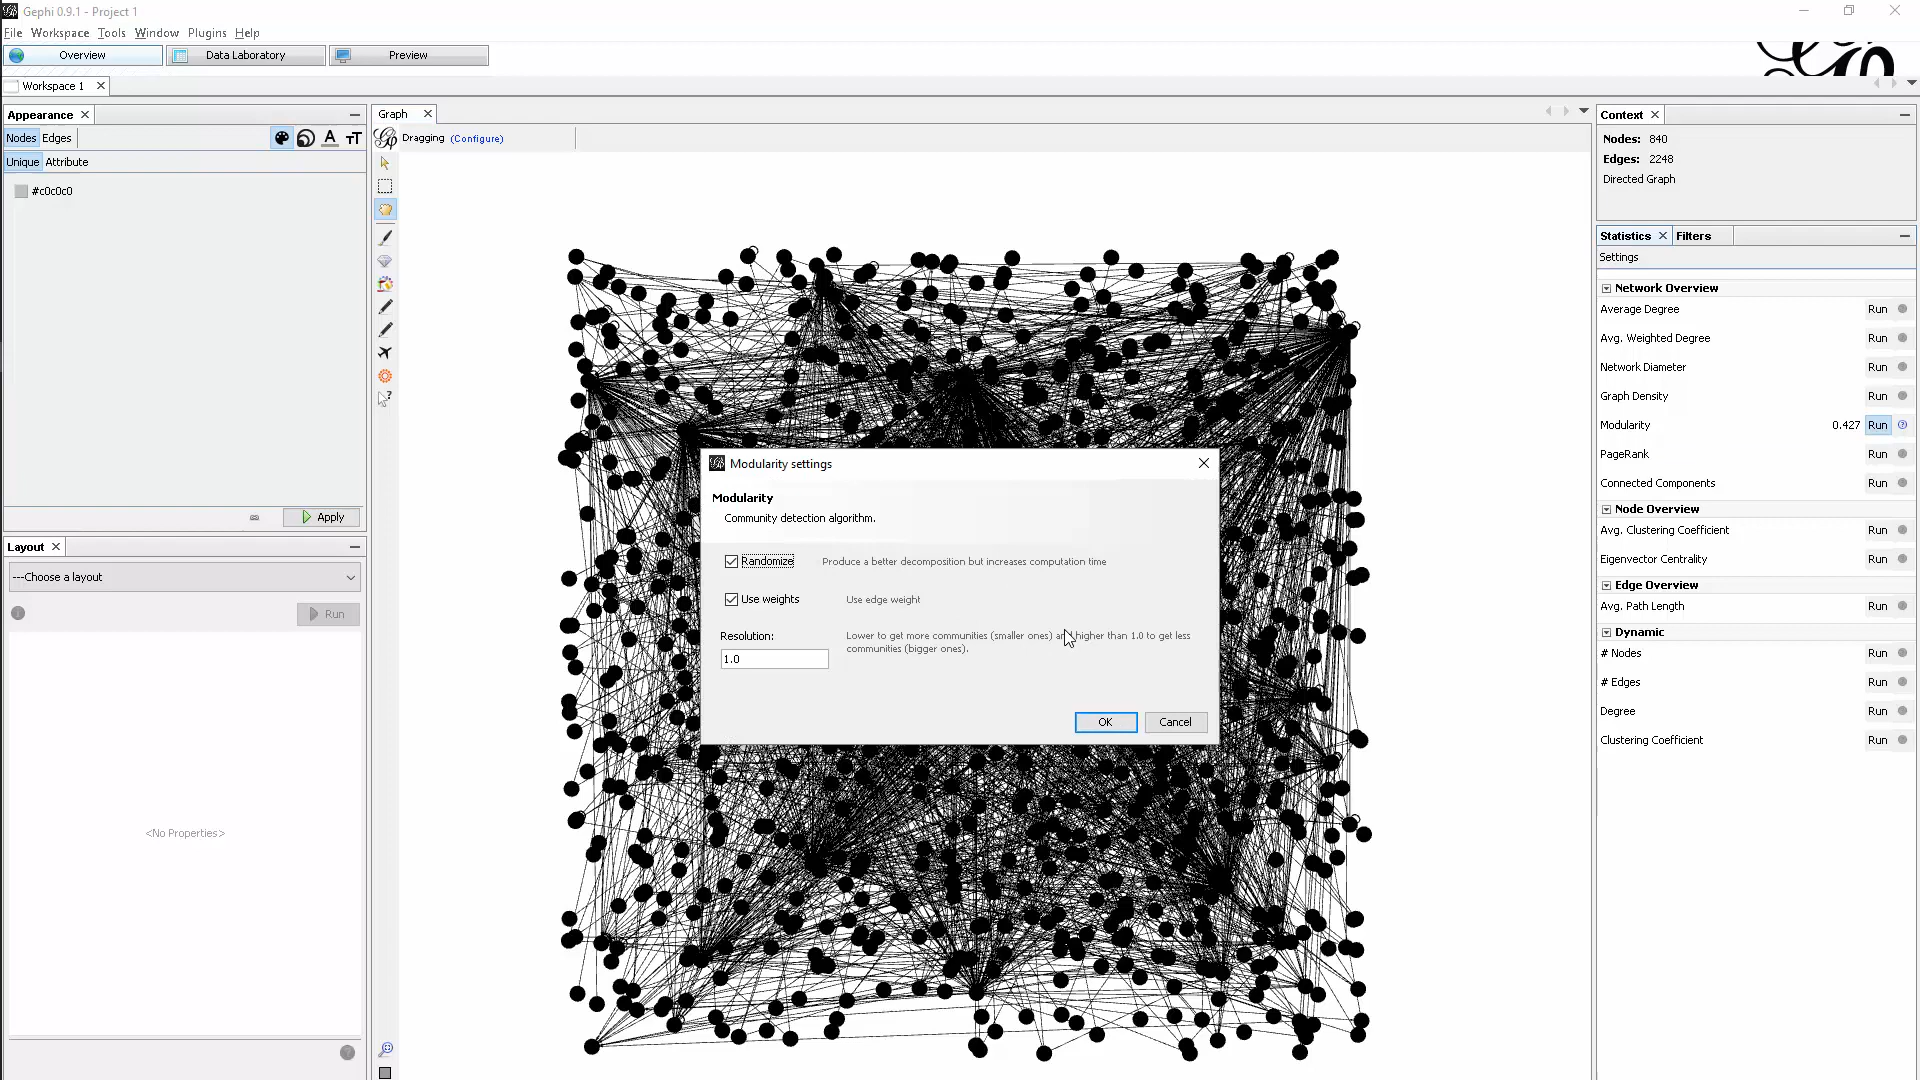 Gephi 0.9.1 - Project 1
File Workspace Tools Window Plugins Help
Overview Data Laboratory Preview
Workspace 1
Appearance
Nodes Edges
Unique Attribute
#c0c0c0
Apply
Layout
---Choose a layout
Run
<No Properties>
Graph
Dragging (Configure)
Modularity settings
Modularity
Community detection algorithm.
Randomize Produce a better decomposition but increases computation time
Use weights Use edge weight
Resolution: Lower to get more communities (smaller ones) and higher than 1.0 to get less
communities (bigger ones).
1.0
OK Cancel
Context
Nodes: 840
Edges: 2248
Directed Graph
Statistics Filters
Settings
Network Overview
Average Degree Run
Avg. Weighted Degree Run
Network Diameter Run
Graph Density Run
Modularity 0.427 Run
PageRank Run
Connected Components Run
Node Overview
Avg. Clustering Coefficient Run
Eigenvector Centrality Run
Edge Overview
Avg. Path Length Run
Dynamic
# Nodes Run
# Edges Run
Degree Run
Clustering Coefficient Run